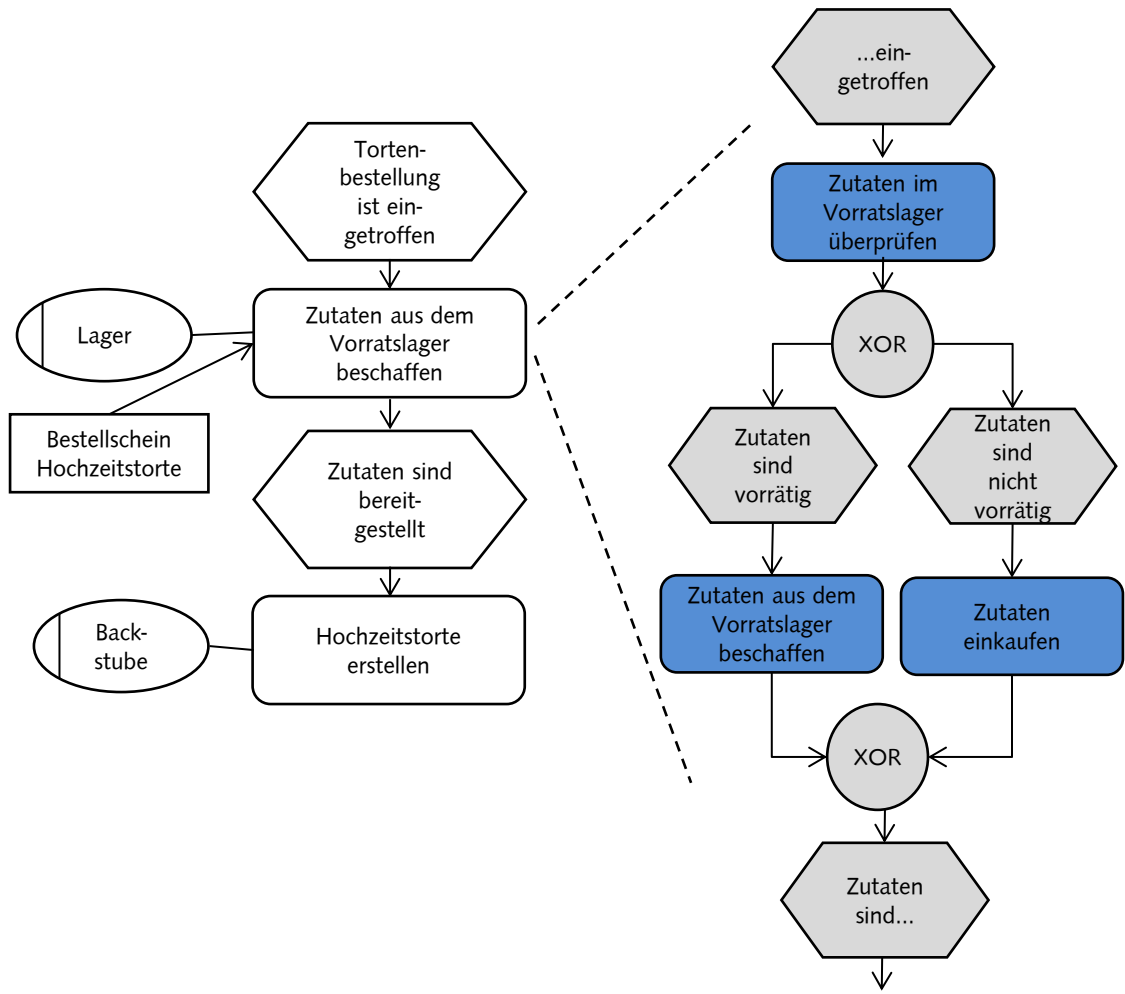 Torten-
bestellung
ist ein-
getroffen
Lager
Zutaten aus dem
Vorratslager
beschaffen
Bestellschein
Hochzeitstorte
Zutaten sind
bereit-
gestellt
Back-
stube
Hochzeitstorte
erstellen
...ein-
getroffen
Zutaten im
Vorratslager
überprüfen
XOR
Zutaten
sind
vorrätig
Zutaten
sind
nicht
vorrätig
Zutaten aus dem
Vorratslager
beschaffen
Zutaten
einkaufen
XOR
Zutaten
sind...